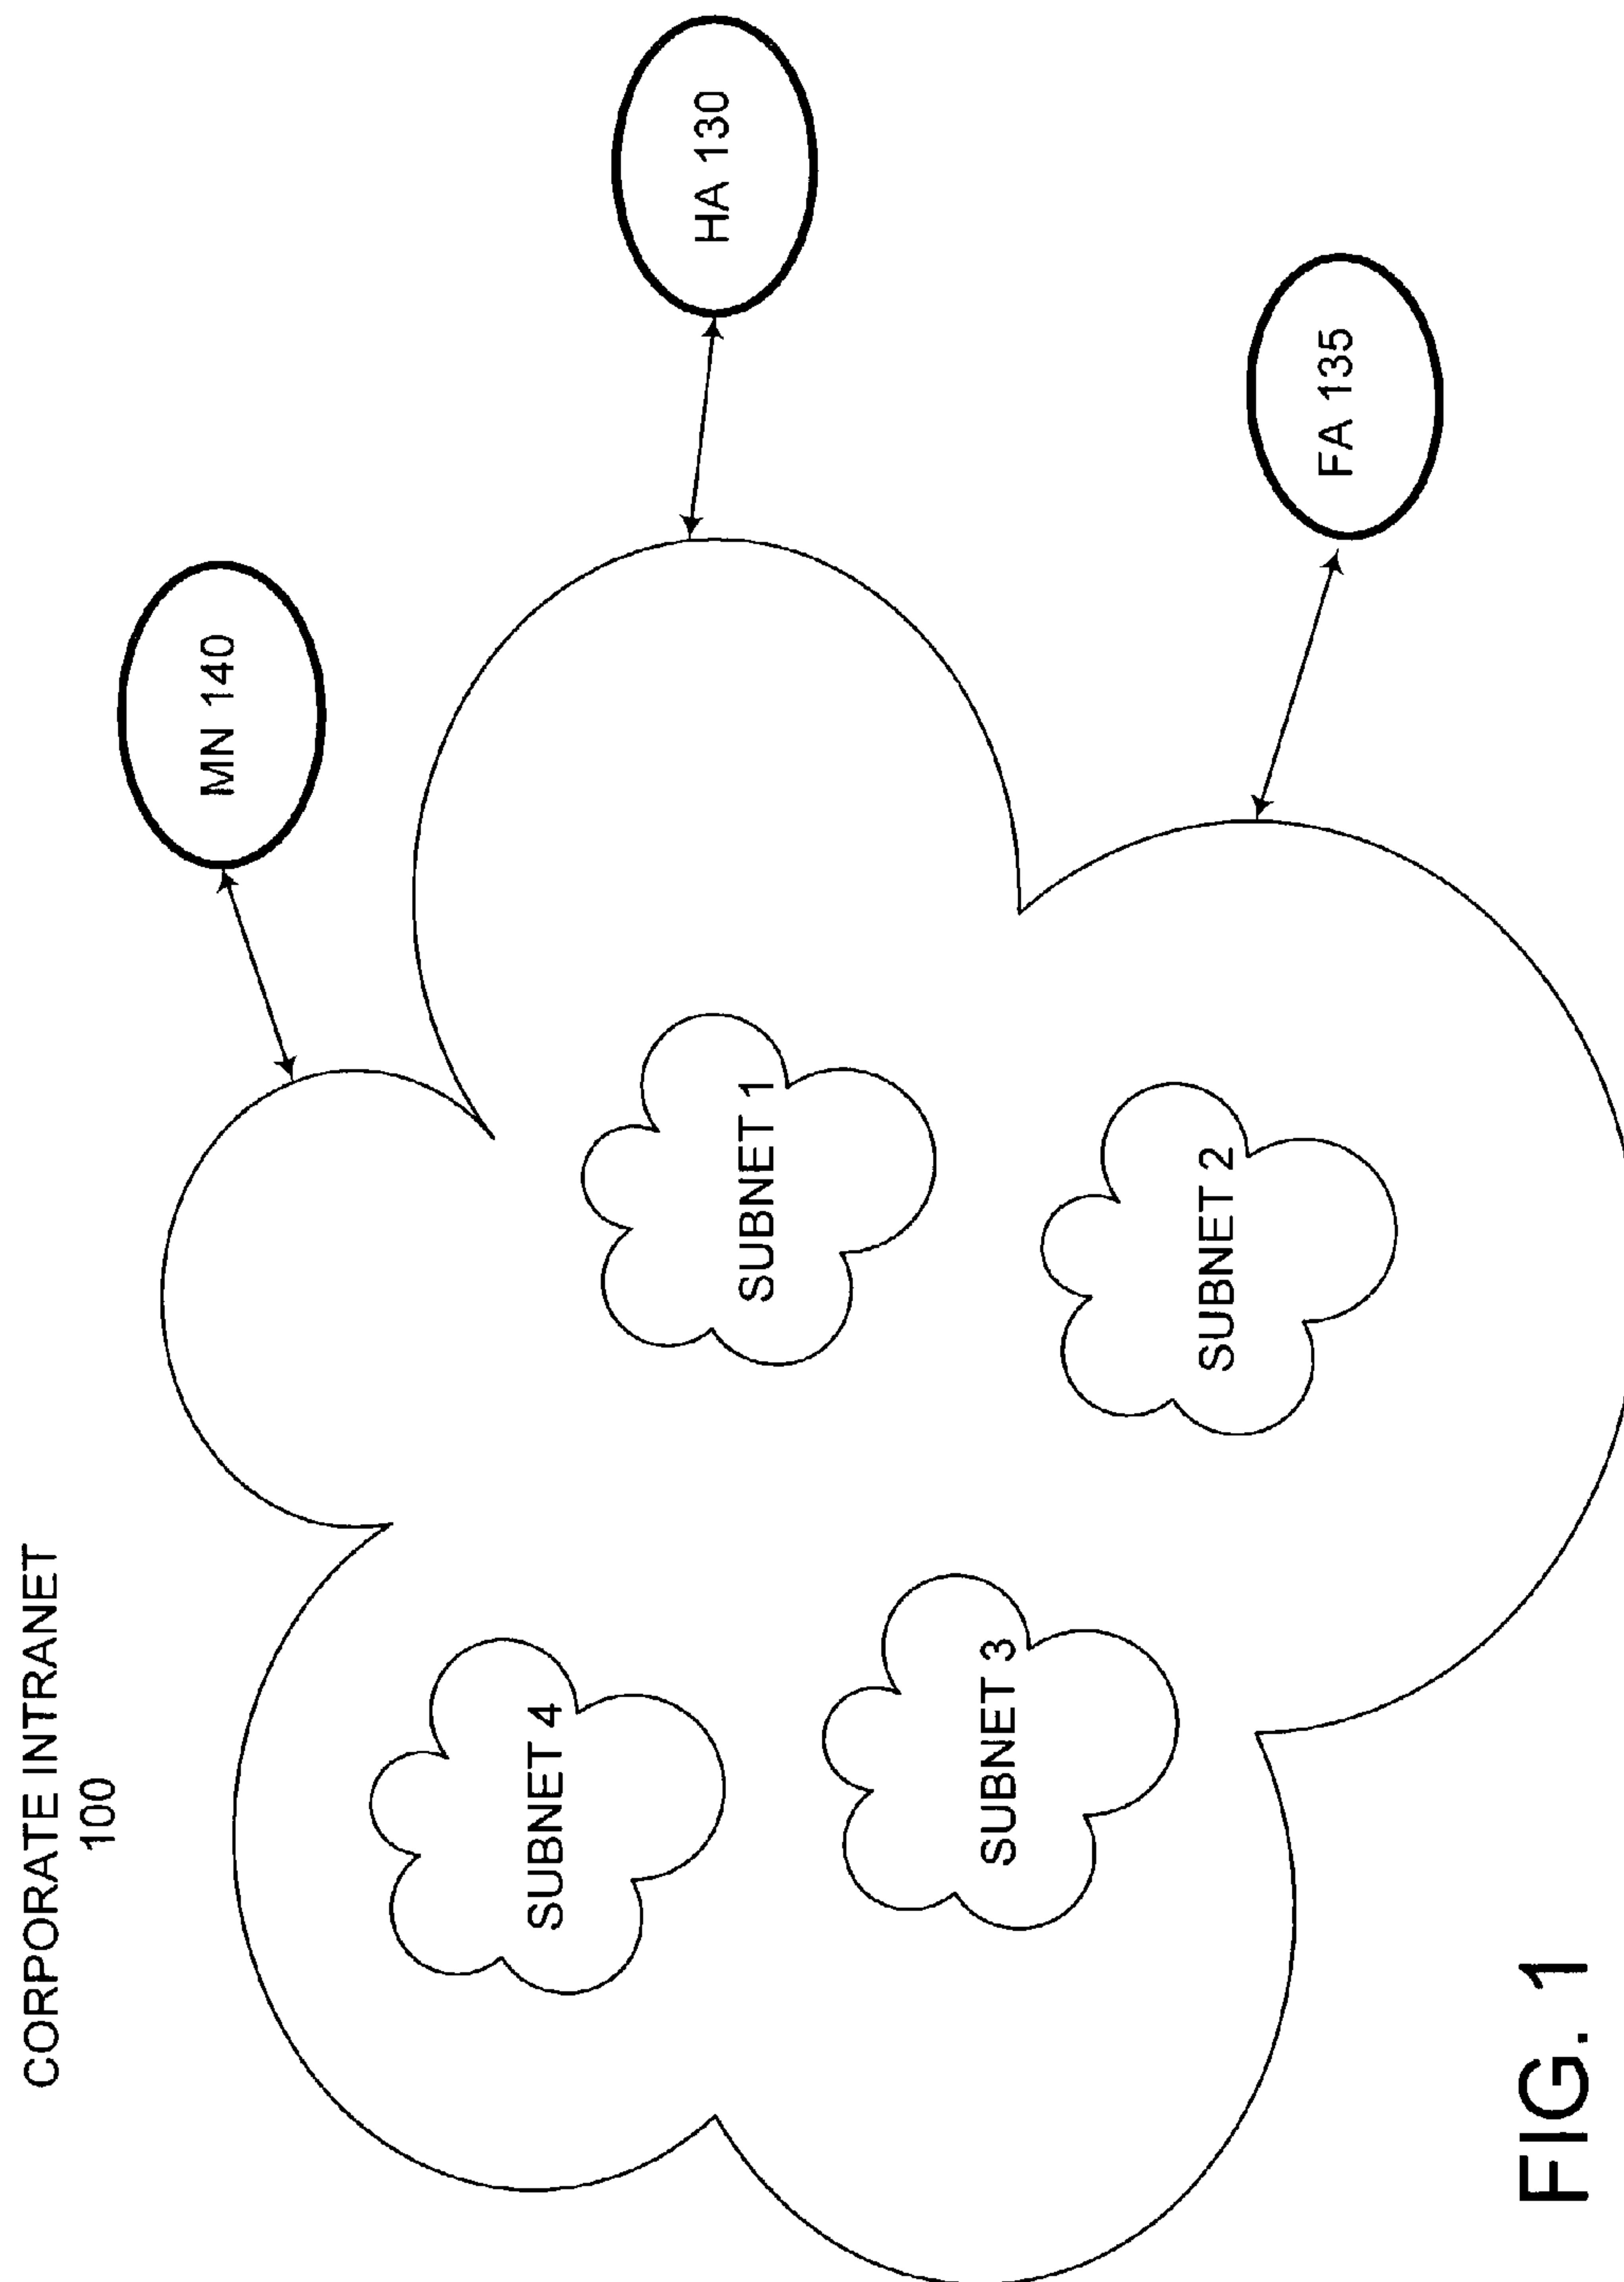 CORPORATE INTRANET
100
MN 140
HA 130
FA 135
SUBNET 4
SUBNET 1
SUBNET 3
SUBNET 2
FIG. 1